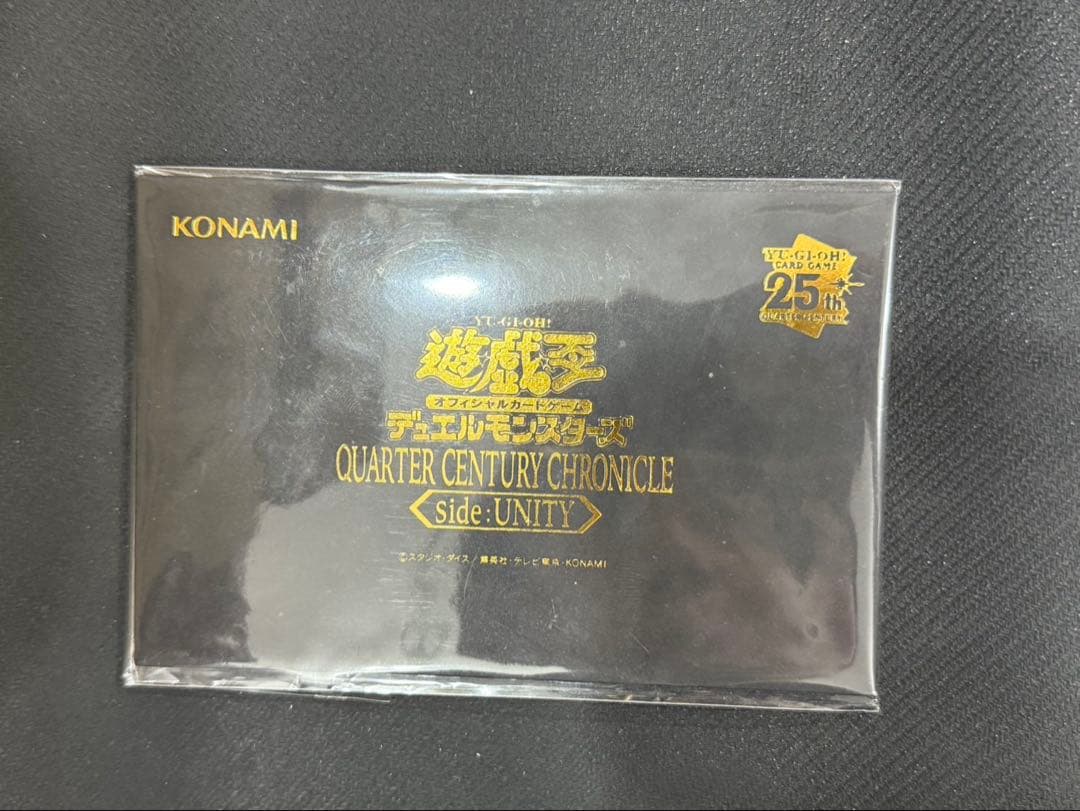 KONAMI
YU-GI-OH!
CARD GAME
25th
QUARTER CENTURY
YU-GI-OH!
遊戯王
オフィシャルカードゲーム
デュエルモンスターズ
QUARTER CENTURY CHRONICLE
side:UNITY
©スタジオ・ダイス/集英社・テレビ東京・KONAMI